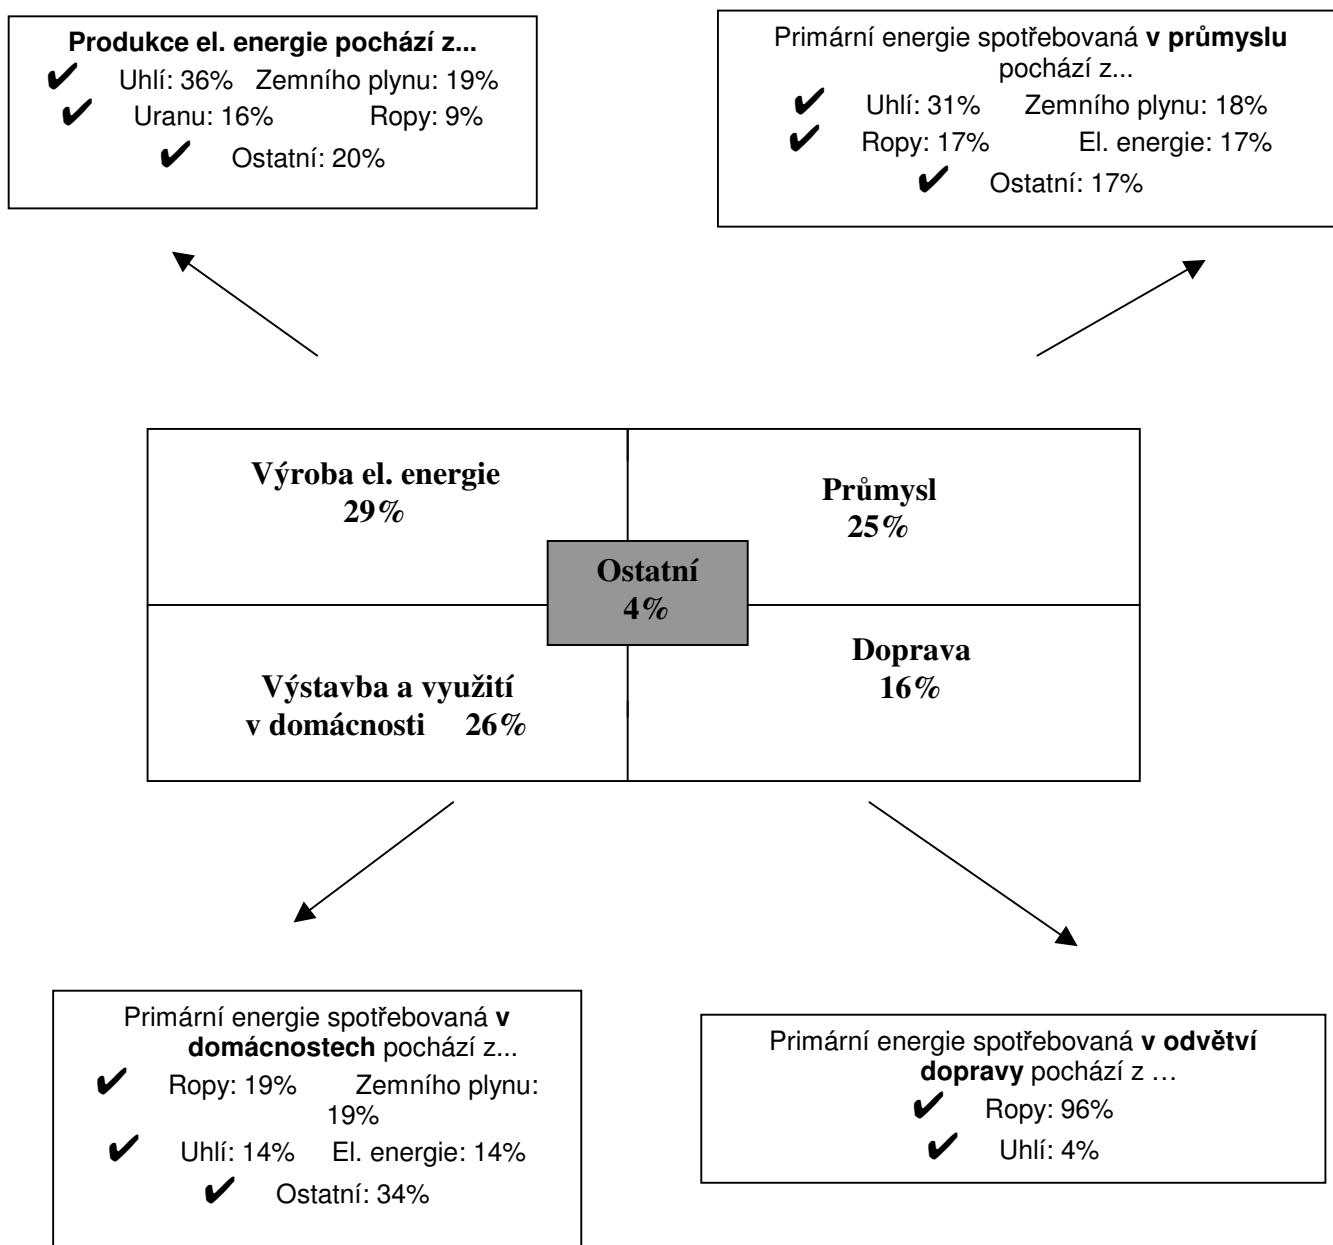 Produkce el. energie pochází z...
✔ Uhlí: 36% Zemního plynu: 19%
✔ Uranu: 16% Ropy: 9%
✔ Ostatní: 20%
Primární energie spotřebovaná v průmyslu
pochází z...
✔ Uhlí: 31% Zemního plynu: 18%
✔ Ropy: 17% El. energie: 17%
✔ Ostatní: 17%
Výroba el. energie
29%
Průmysl
25%
Ostatní
4%
Výstavba a využití
v domácnosti 26%
Doprava
16%
Primární energie spotřebovaná v
domácnostech pochází z...
✔ Ropy: 19% Zemního plynu:
19%
✔ Uhlí: 14% El. energie: 14%
✔ Ostatní: 34%
Primární energie spotřebovaná v odvětví
dopravy pochází z …
✔ Ropy: 96%
✔ Uhlí: 4%